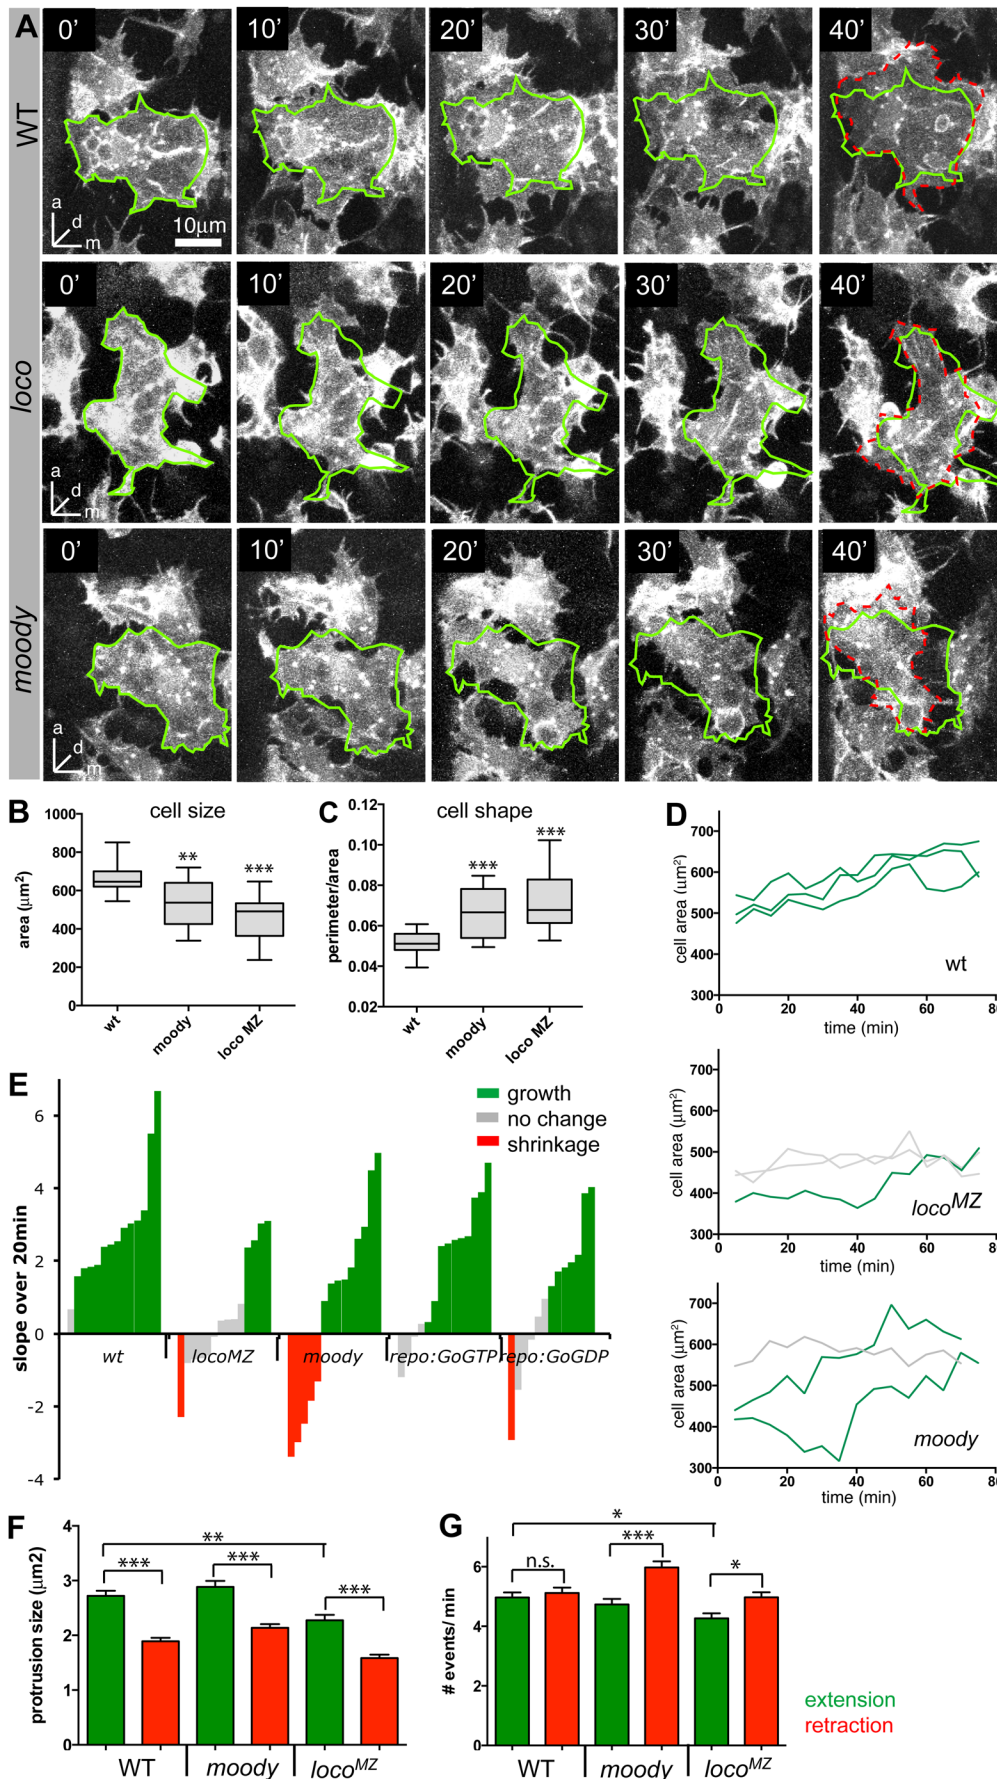 A
WT
0' 10' 20' 30' 40'
a
d
m
10μm
loco
0' 10' 20' 30' 40'
a
d
m
moody
0' 10' 20' 30' 40'
a
d
m
B
cell size
area (μm²)
1000
800
600
400
200
0
** ***
wt moody loco MZ
C
cell shape
perimeter/area
0.12
0.10
0.08
0.06
0.04
0.02
*** ***
wt moody loco MZ
D
cell area (μm²)
700
600
500
400
300
wt
0 20 40 60 80
time (min)
cell area (μm²)
700
600
500
400
300
locoᴹᶻ
0 20 40 60 80
time (min)
cell area (μm²)
700
600
500
400
300
moody
0 20 40 60 80
time (min)
E
slope over 20min
6
4
2
0
-2
-4
growth
no change
shrinkage
wt locoMZ moody repo:GoGTP repo:GoGDP
F
protrusion size (μm2)
4
3
2
1
0
**
*** *** ***
WT moody locoᴹᶻ
G
# events/ min
6
4
2
0
*
n.s. *** *
WT moody locoᴹᶻ
extension
retraction